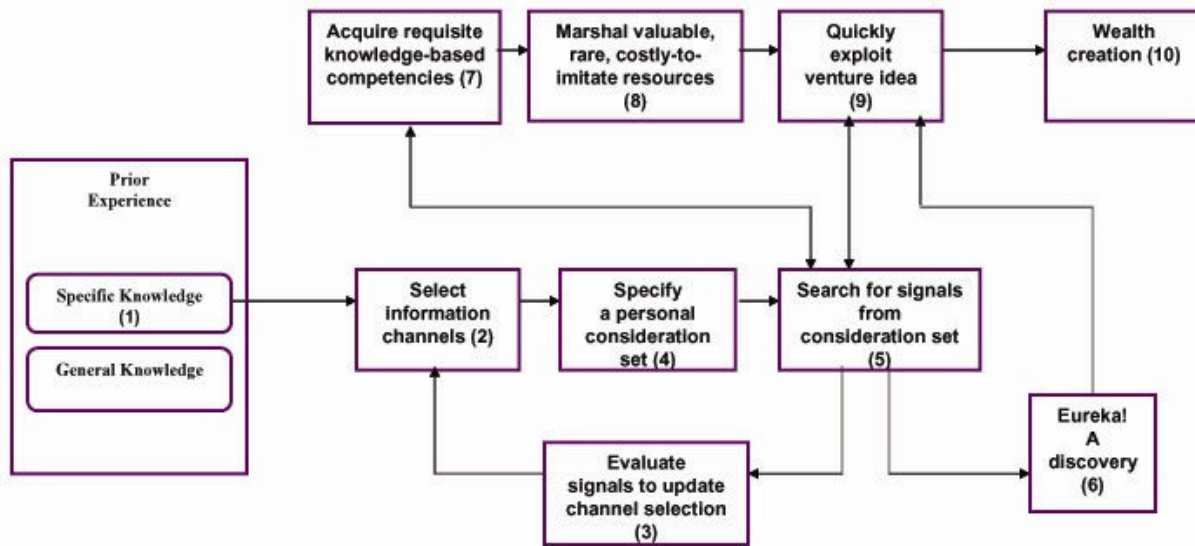 Acquire requisite
knowledge-based
competencies (7)
Marshal valuable,
rare, costly-to-
imitate resources
(8)
Quickly
exploit
venture idea
(9)
Wealth
creation (10)
Prior
Experience
Specific Knowledge
(1)
General Knowledge
Select
information
channels (2)
Specify
a personal
consideration
set (4)
Search for signals
from
consideration set
(5)
Evaluate
signals to update
channel selection
(3)
Eureka!
A
discovery
(6)